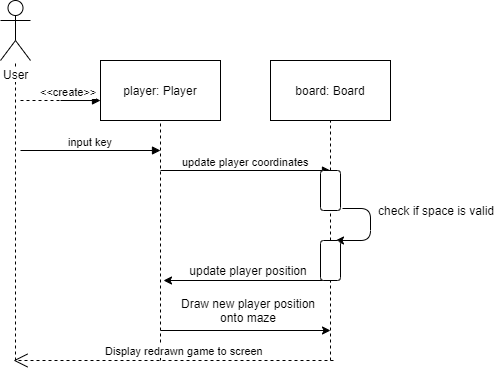 User
<<create>>
player: Player
board: Board
input key
update player coordinates
check if space is valid
update player position
Draw new player position
onto maze
Display redrawn game to screen